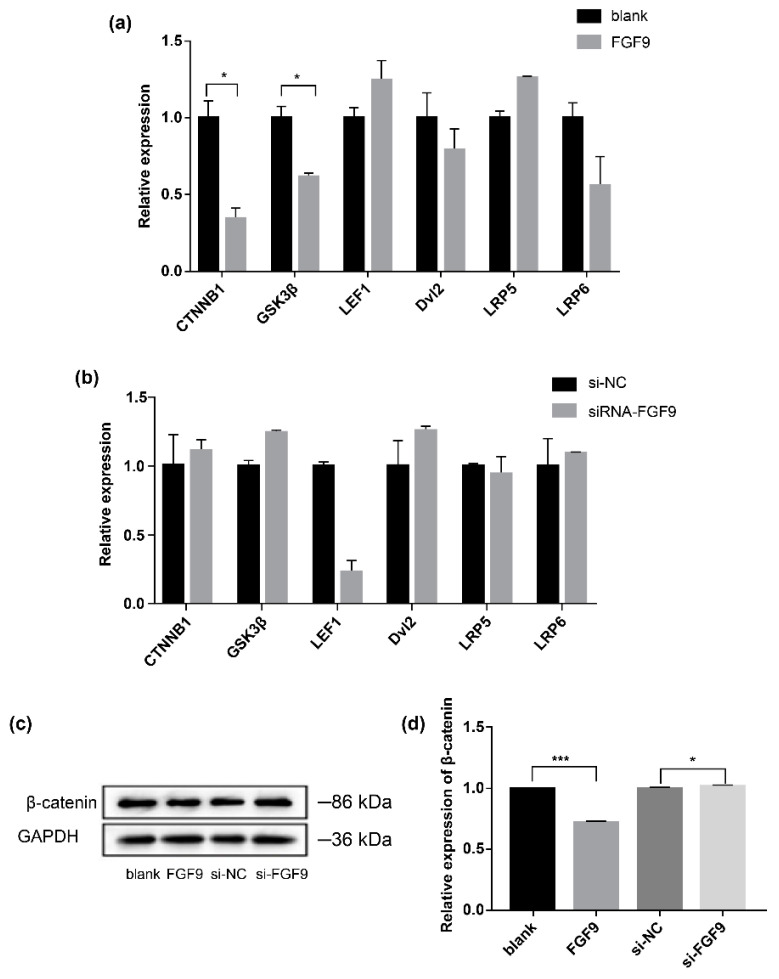 (a)
blank
FGF9
Relative expression
1.5
1.0
0.5
0.0
*
*
CTNNB1
GSK3β
LEF1
Dvl2
LRP5
LRP6
(b)
si-NC
siRNA-FGF9
Relative expression
1.5
1.0
0.5
0.0
CTNNB1
GSK3β
LEF1
Dvl2
LRP5
LRP6
(c)
β-catenin
–86 kDa
GAPDH
–36 kDa
blank FGF9 si-NC si-FGF9
(d)
Relative expression of β-catenin
1.5
1.0
0.5
0.0
***
*
blank
FGF9
si-NC
si-FGF9